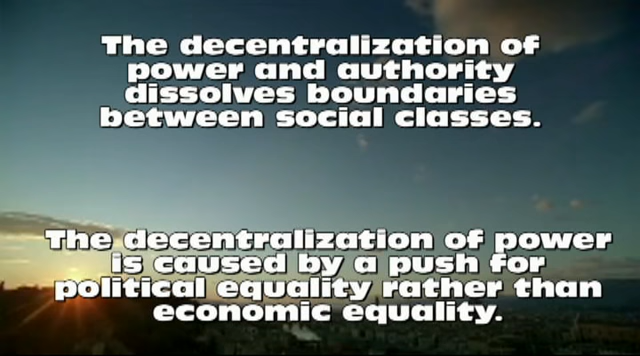 The decentralization of
power and authority
dissolves boundaries
between social classes.
The decentralization of power
is caused by a push for
political equality rather than
economic equality.